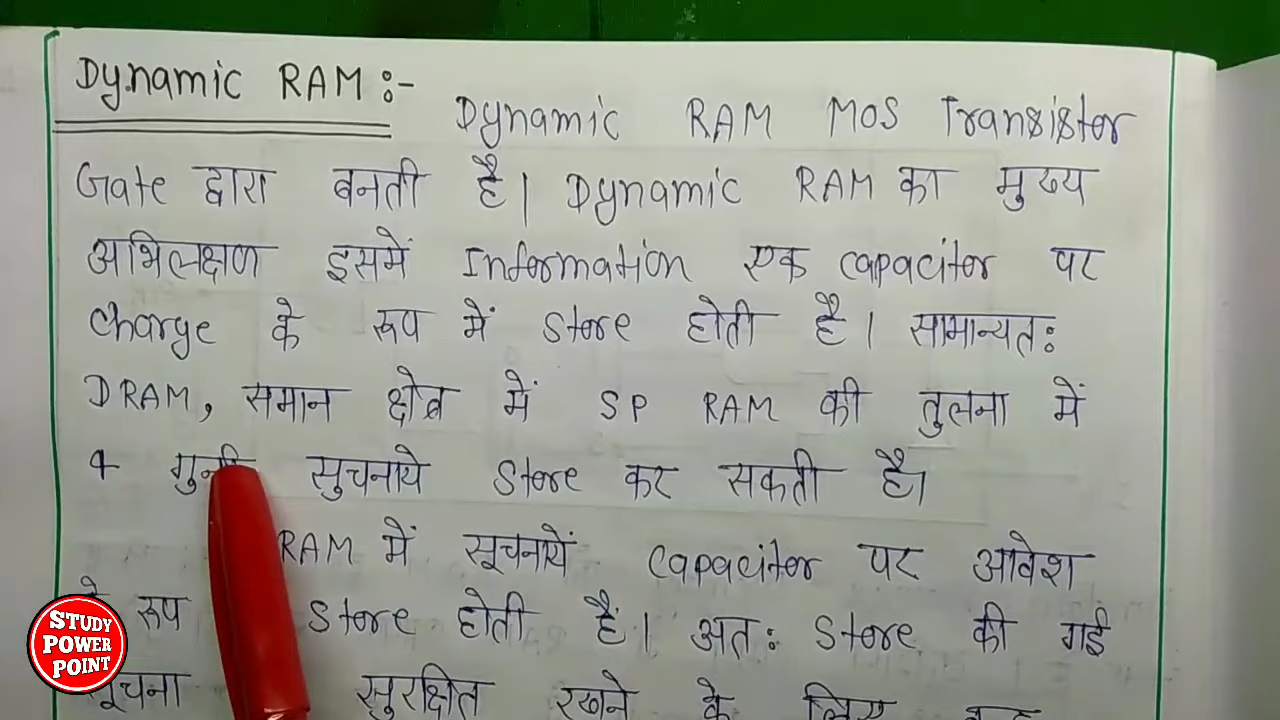 Dynamic RAM :-
Dynamic RAM MOS Transistor
Gate द्वारा बनती है। Dynamic RAM का मुख्य
अभिलक्षण इसमें Information एक capacitor पर
charge के रूप में store होती है। सामान्यतः
DRAM, समान क्षेत्र में SP RAM की तुलना में
4 गुनी सुचनाये store कर सकती है।
RAM में सूचनायें capacitor पर आवेश
के रूप store होती हैं। अतः store की गई
सूचना सुरक्षित रखने के लिए
STUDY
POWER
POINT